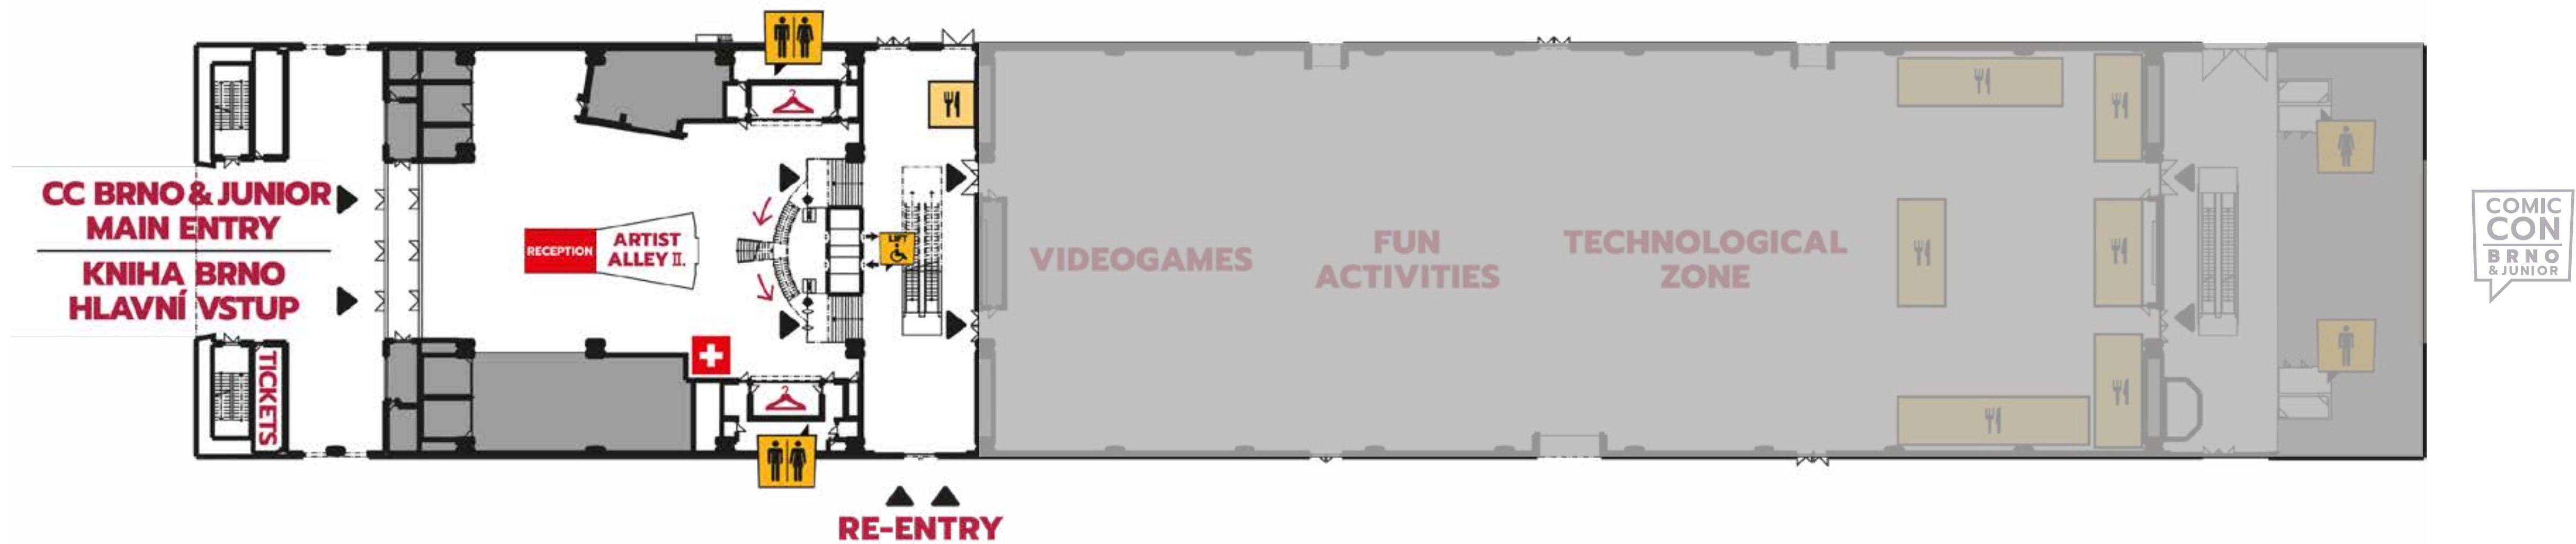 CC BRNO & JUNIOR
MAIN ENTRY
KNIHA BRNO
HLAVNÍ VSTUP
TICKETS
RECEPTION
ARTIST
ALLEY II.
LIFT
RE-ENTRY
VIDEOGAMES
FUN
ACTIVITIES
TECHNOLOGICAL
ZONE
COMIC
CON
BRNO
& JUNIOR